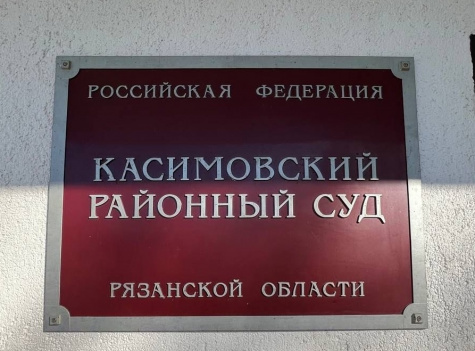 РОССИЙСКАЯ ФЕДЕРАЦИЯ
КАСИМОВСКИЙ
РАЙОННЫЙ СУД
РЯЗАНСКОЙ ОБЛАСТИ